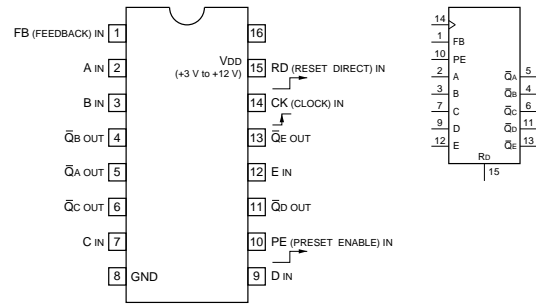 FB (FEEDBACK) IN 1
A IN 2
B IN 3
Q̅B OUT 4
Q̅A OUT 5
Q̅C OUT 6
C IN 7
8 GND
16
VDD
(+3 V to +12 V)
15 RD (RESET DIRECT) IN
14 CK (CLOCK) IN
13 Q̅E OUT
12 E IN
11 Q̅D OUT
10 PE (PRESET ENABLE) IN
9 D IN
14
1 FB
10 PE
2 A Q̅A 5
3 B Q̅B 4
7 C Q̅C 6
9 D Q̅D 11
12 E Q̅E 13
RD
15